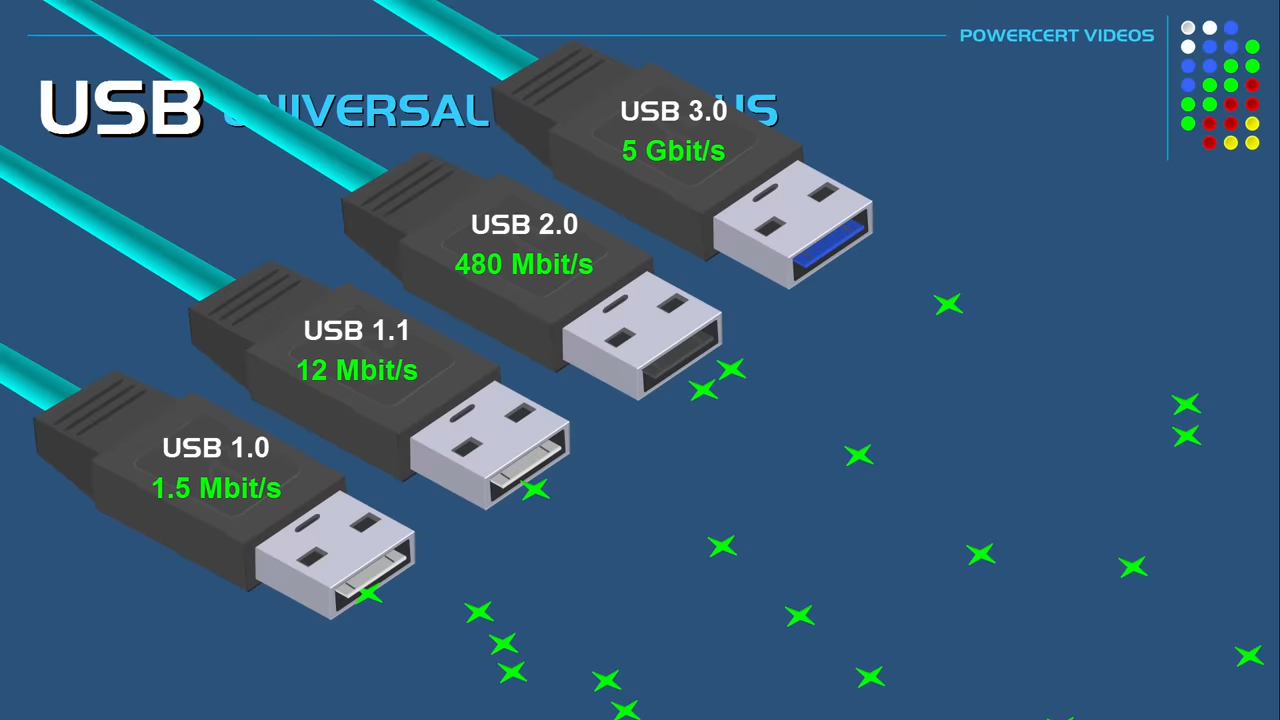 POWERCERT VIDEOS
USB UNIVERSAL US
USB 3.0
5 Gbit/s
USB 2.0
480 Mbit/s
USB 1.1
12 Mbit/s
USB 1.0
1.5 Mbit/s